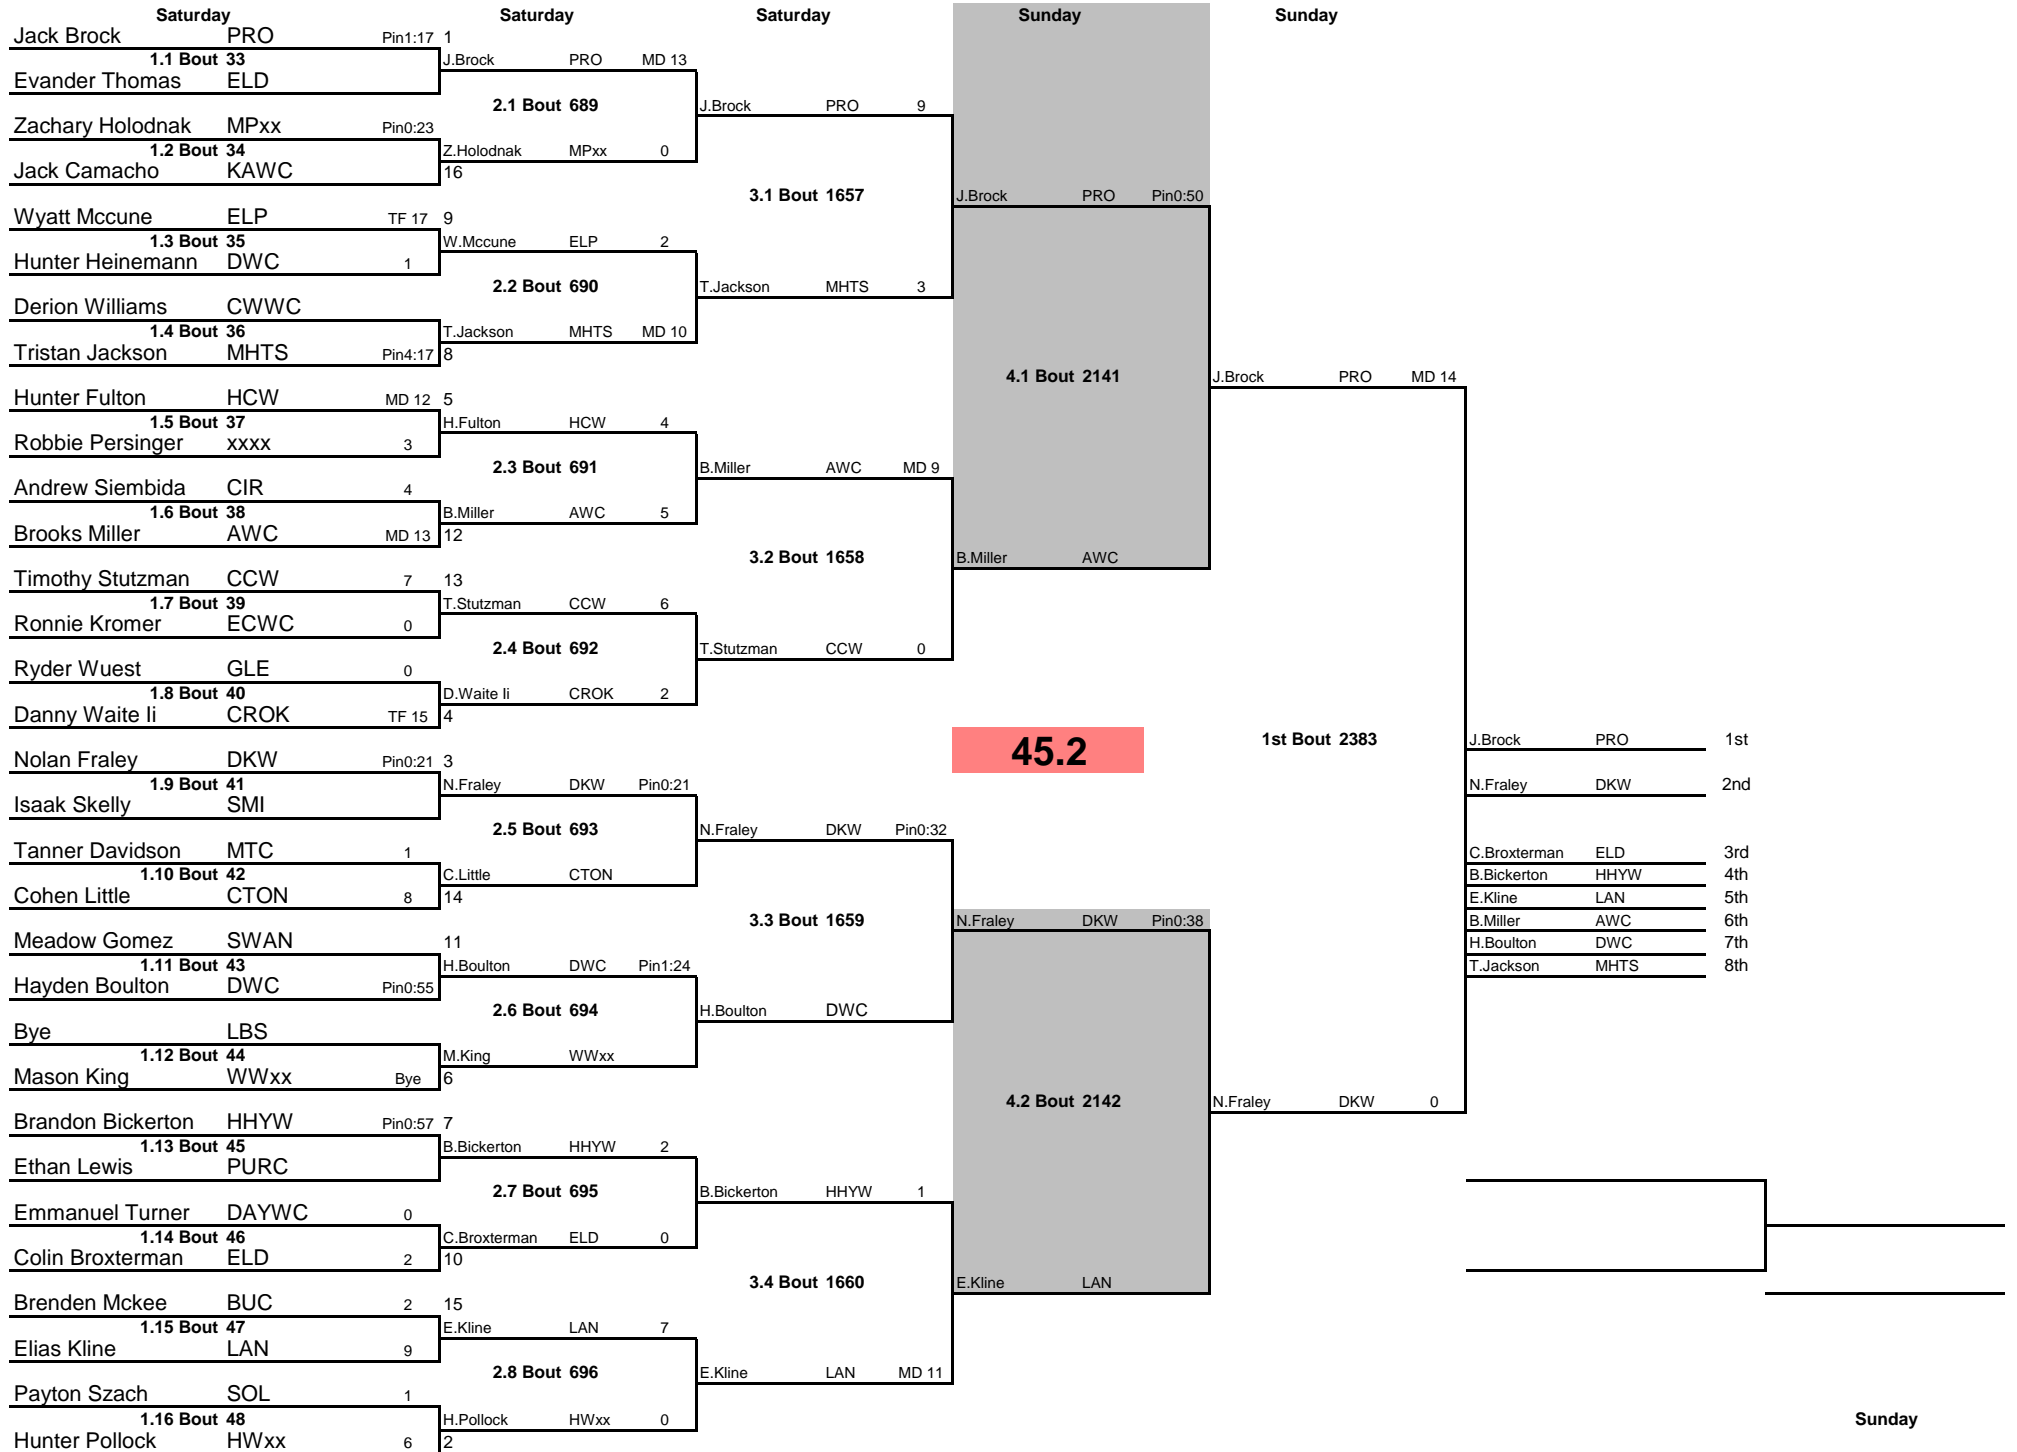 Saturday Saturday Saturday Sunday Sunday
Jack Brock PRO Pin1:17 1
1.1 Bout 33 J.Brock PRO MD 13
Evander Thomas ELD
2.1 Bout 689 J.Brock PRO 9
Zachary Holodnak MPxx Pin0:23
1.2 Bout 34 Z.Holodnak MPxx 0
Jack Camacho KAWC 16
3.1 Bout 1657 J.Brock PRO Pin0:50
Wyatt Mccune ELP TF 17 9
1.3 Bout 35 W.Mccune ELP 2
Hunter Heinemann DWC 1
2.2 Bout 690 T.Jackson MHTS 3
Derion Williams CWWC
1.4 Bout 36 T.Jackson MHTS MD 10
Tristan Jackson MHTS Pin4:17 8
4.1 Bout 2141 J.Brock PRO MD 14
Hunter Fulton HCW MD 12 5
1.5 Bout 37 H.Fulton HCW 4
Robbie Persinger xxxx 3
2.3 Bout 691 B.Miller AWC MD 9
Andrew Siembida CIR 4
1.6 Bout 38 B.Miller AWC 5
Brooks Miller AWC MD 13 12
3.2 Bout 1658 B.Miller AWC
Timothy Stutzman CCW 7 13
1.7 Bout 39 T.Stutzman CCW 6
Ronnie Kromer ECWC 0
2.4 Bout 692 T.Stutzman CCW 0
Ryder Wuest GLE 0
1.8 Bout 40 D.Waite Ii CROK 2
Danny Waite Ii CROK TF 15 4
45.2 1st Bout 2383 J.Brock PRO 1st
Nolan Fraley DKW Pin0:21 3
1.9 Bout 41 N.Fraley DKW Pin0:21 N.Fraley DKW 2nd
Isaak Skelly SMI
2.5 Bout 693 N.Fraley DKW Pin0:32
Tanner Davidson MTC 1 C.Broxterman ELD 3rd
1.10 Bout 42 C.Little CTON B.Bickerton HHYW 4th
Cohen Little CTON 8 14 E.Kline LAN 5th
3.3 Bout 1659 N.Fraley DKW Pin0:38 B.Miller AWC 6th
Meadow Gomez SWAN 11 H.Boulton DWC 7th
1.11 Bout 43 H.Boulton DWC Pin1:24 T.Jackson MHTS 8th
Hayden Boulton DWC Pin0:55
2.6 Bout 694 H.Boulton DWC
Bye LBS
1.12 Bout 44 M.King WWxx
Mason King WWxx Bye 6
4.2 Bout 2142 N.Fraley DKW 0
Brandon Bickerton HHYW Pin0:57 7
1.13 Bout 45 B.Bickerton HHYW 2
Ethan Lewis PURC
2.7 Bout 695 B.Bickerton HHYW 1
Emmanuel Turner DAYWC 0
1.14 Bout 46 C.Broxterman ELD 0
Colin Broxterman ELD 2 10
3.4 Bout 1660 E.Kline LAN
Brenden Mckee BUC 2 15
1.15 Bout 47 E.Kline LAN 7
Elias Kline LAN 9
2.8 Bout 696 E.Kline LAN MD 11
Payton Szach SOL 1
1.16 Bout 48 H.Pollock HWxx 0 Sunday
Hunter Pollock HWxx 6 2